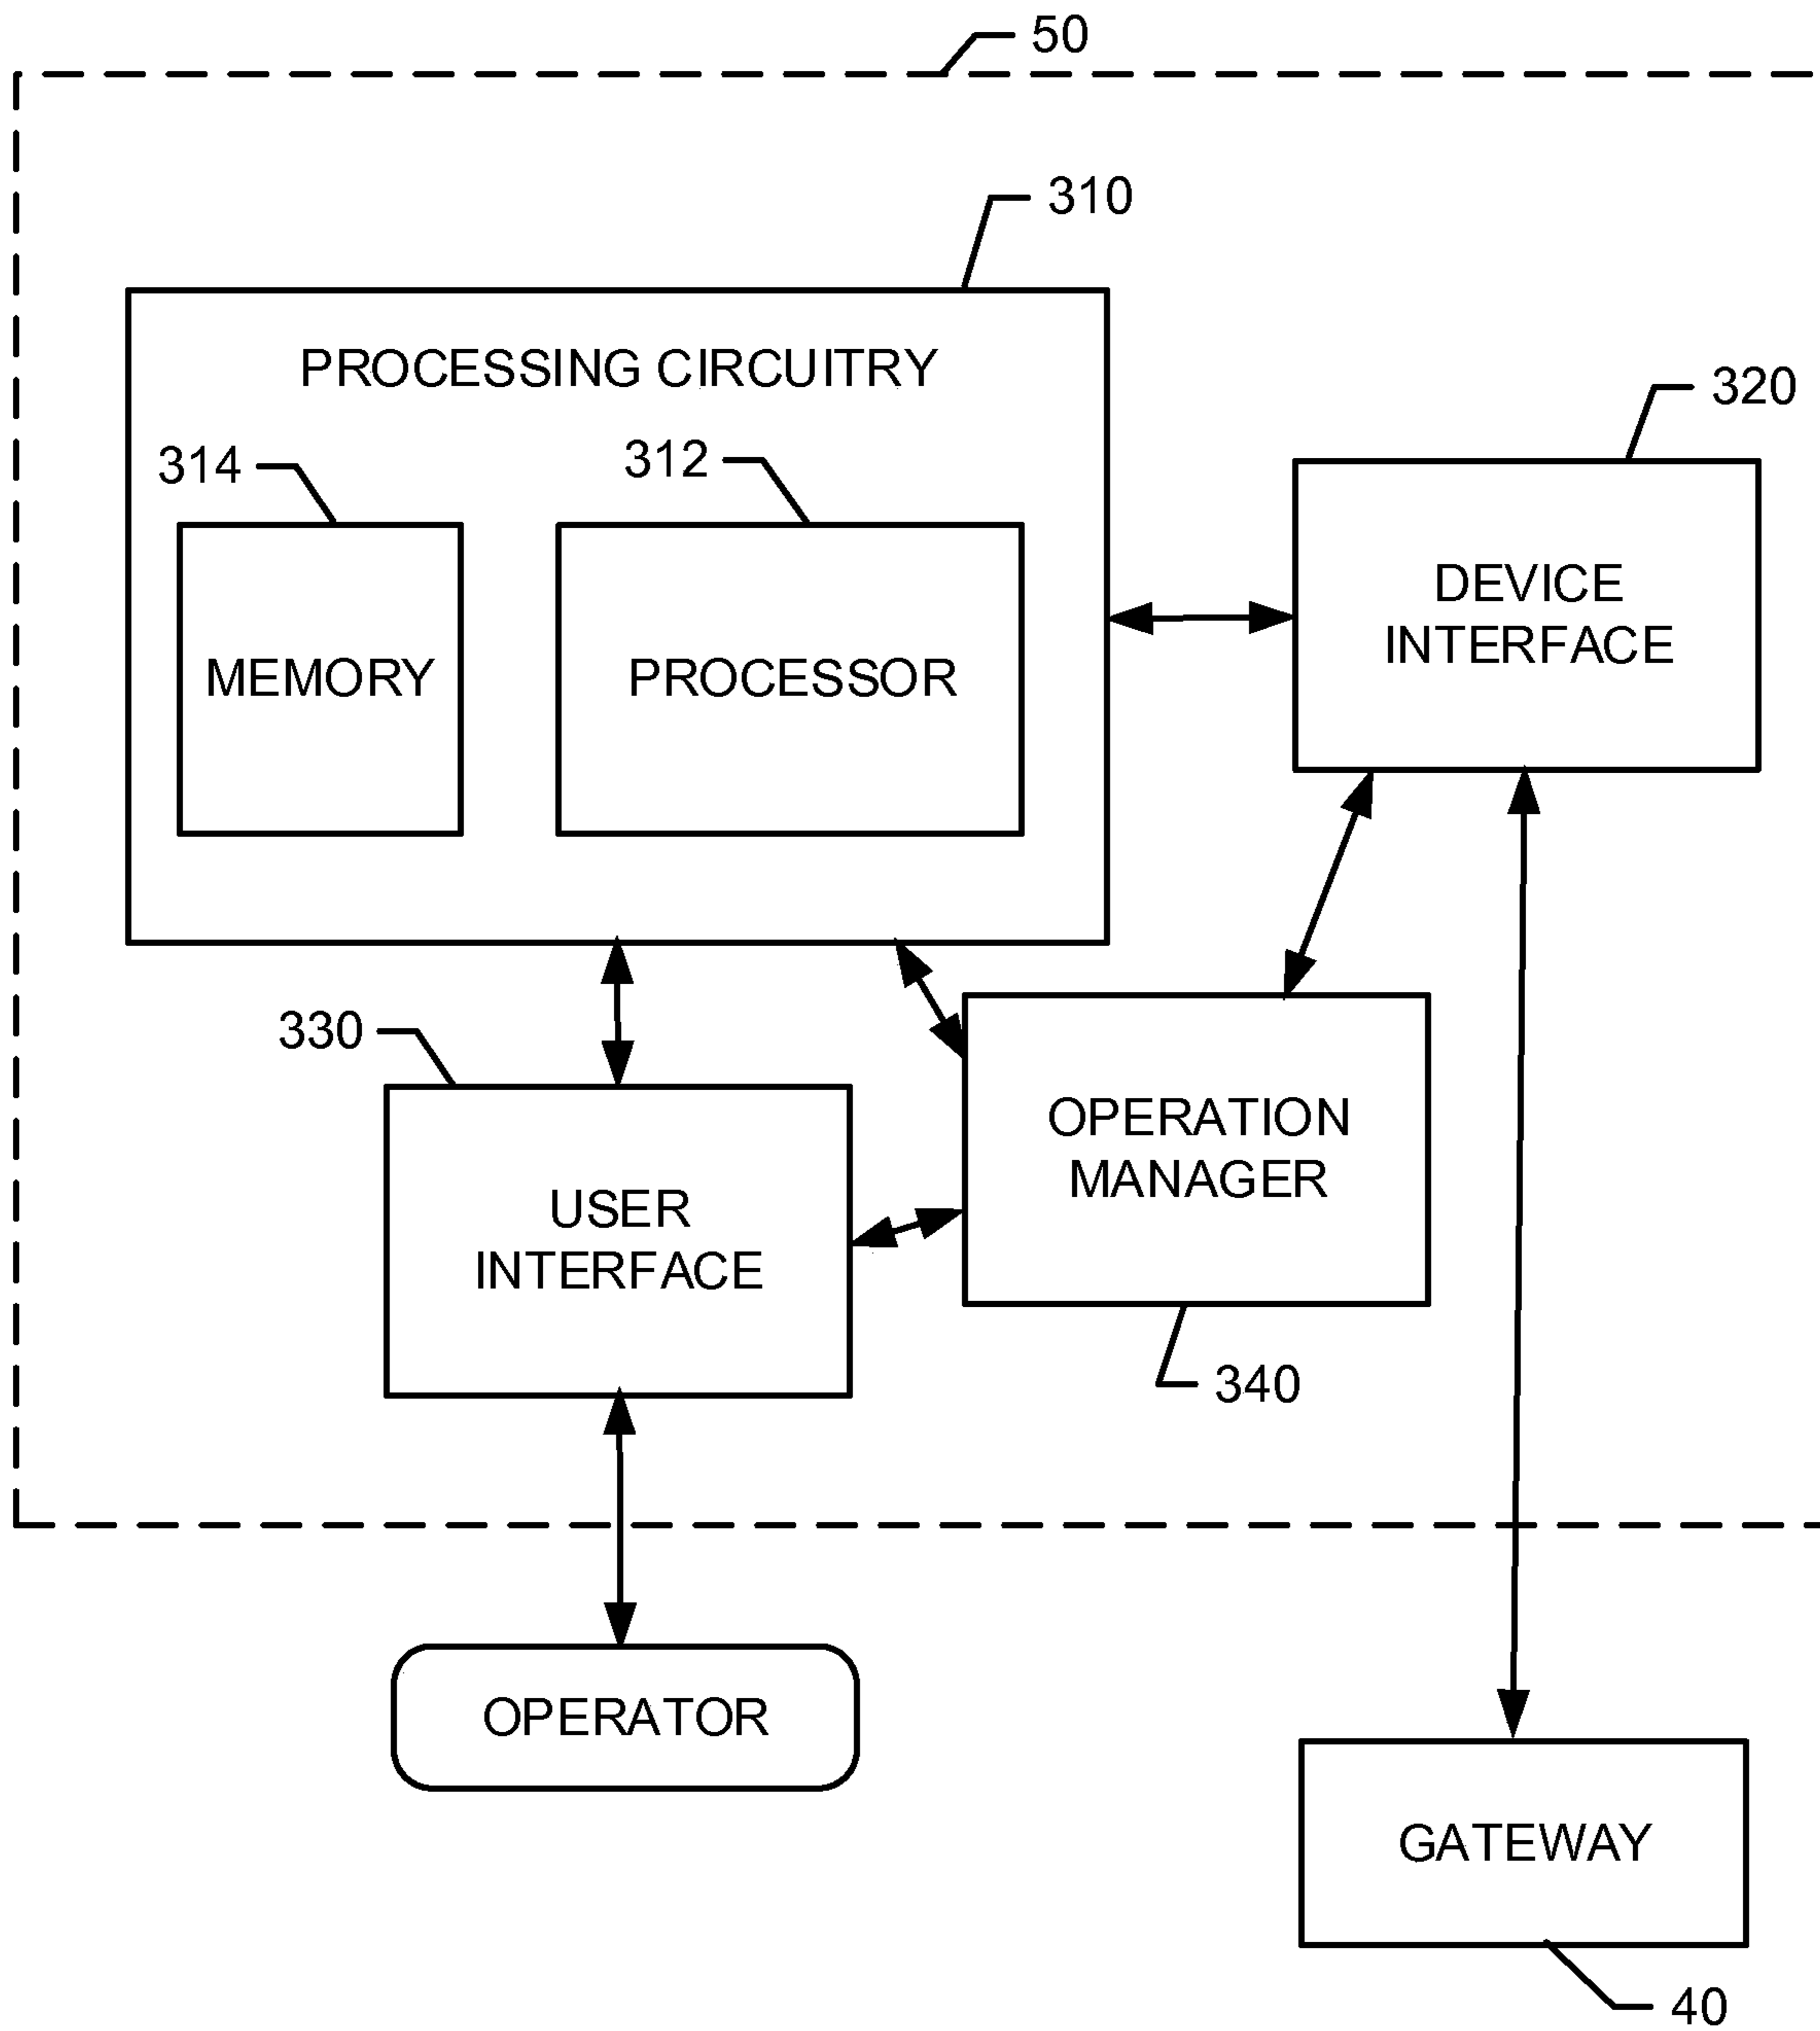 50
310
PROCESSING CIRCUITRY
320
314
312
DEVICE
INTERFACE
MEMORY
PROCESSOR
330
OPERATION
MANAGER
USER
INTERFACE
340
OPERATOR
GATEWAY
40